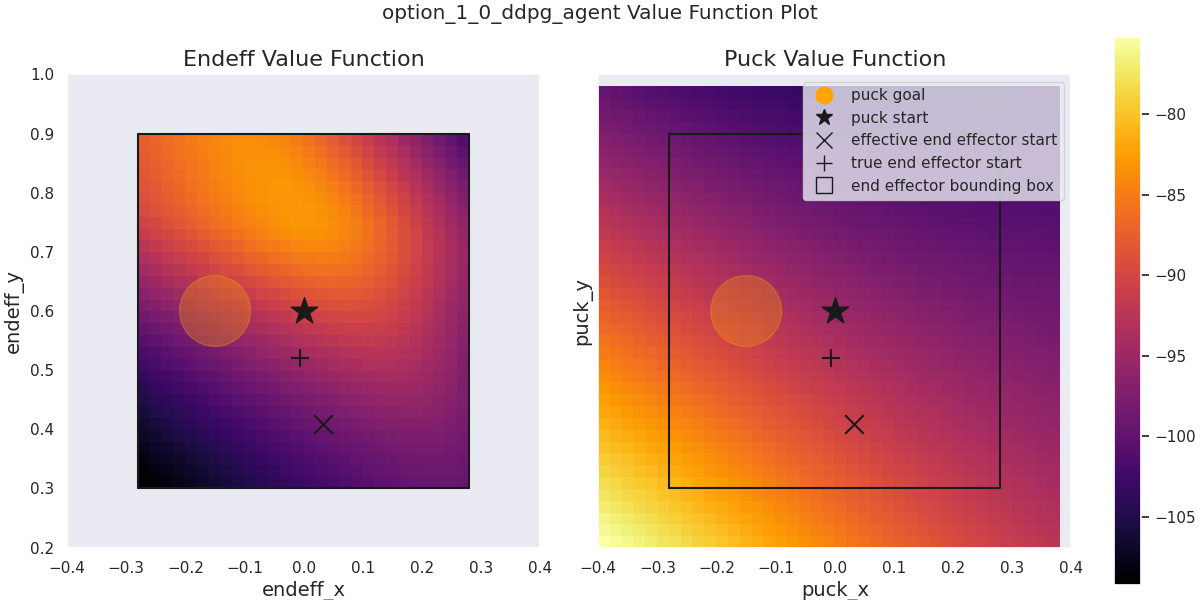 option_1_0_ddpg_agent Value Function Plot
Endeff Value Function
Puck Value Function
1.0
0.9
0.8
0.7
0.6
0.5
0.4
0.3
0.2
endeff_y
−0.4 −0.3 −0.2 −0.1 0.0 0.1 0.2 0.3 0.4
endeff_x
puck_y
puck goal
puck start
effective end effector start
true end effector start
end effector bounding box
−0.4 −0.3 −0.2 −0.1 0.0 0.1 0.2 0.3 0.4
puck_x
−80
−85
−90
−95
−100
−105